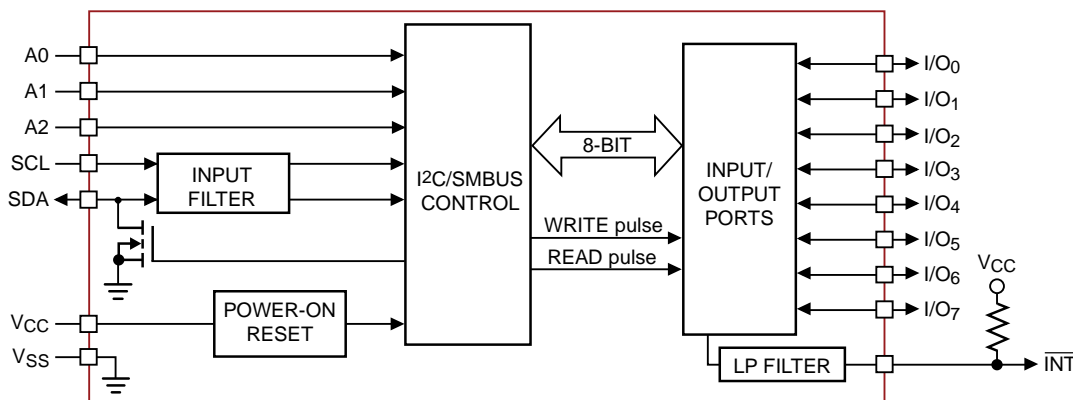 A0
A1
A2
SCL
SDA
VCC
VSS
INPUT
FILTER
POWER-ON
RESET
I²C/SMBUS
CONTROL
8-BIT
WRITE pulse
READ pulse
INPUT/
OUTPUT
PORTS
LP FILTER
I/O0
I/O1
I/O2
I/O3
I/O4
I/O5
I/O6
I/O7
VCC
INT